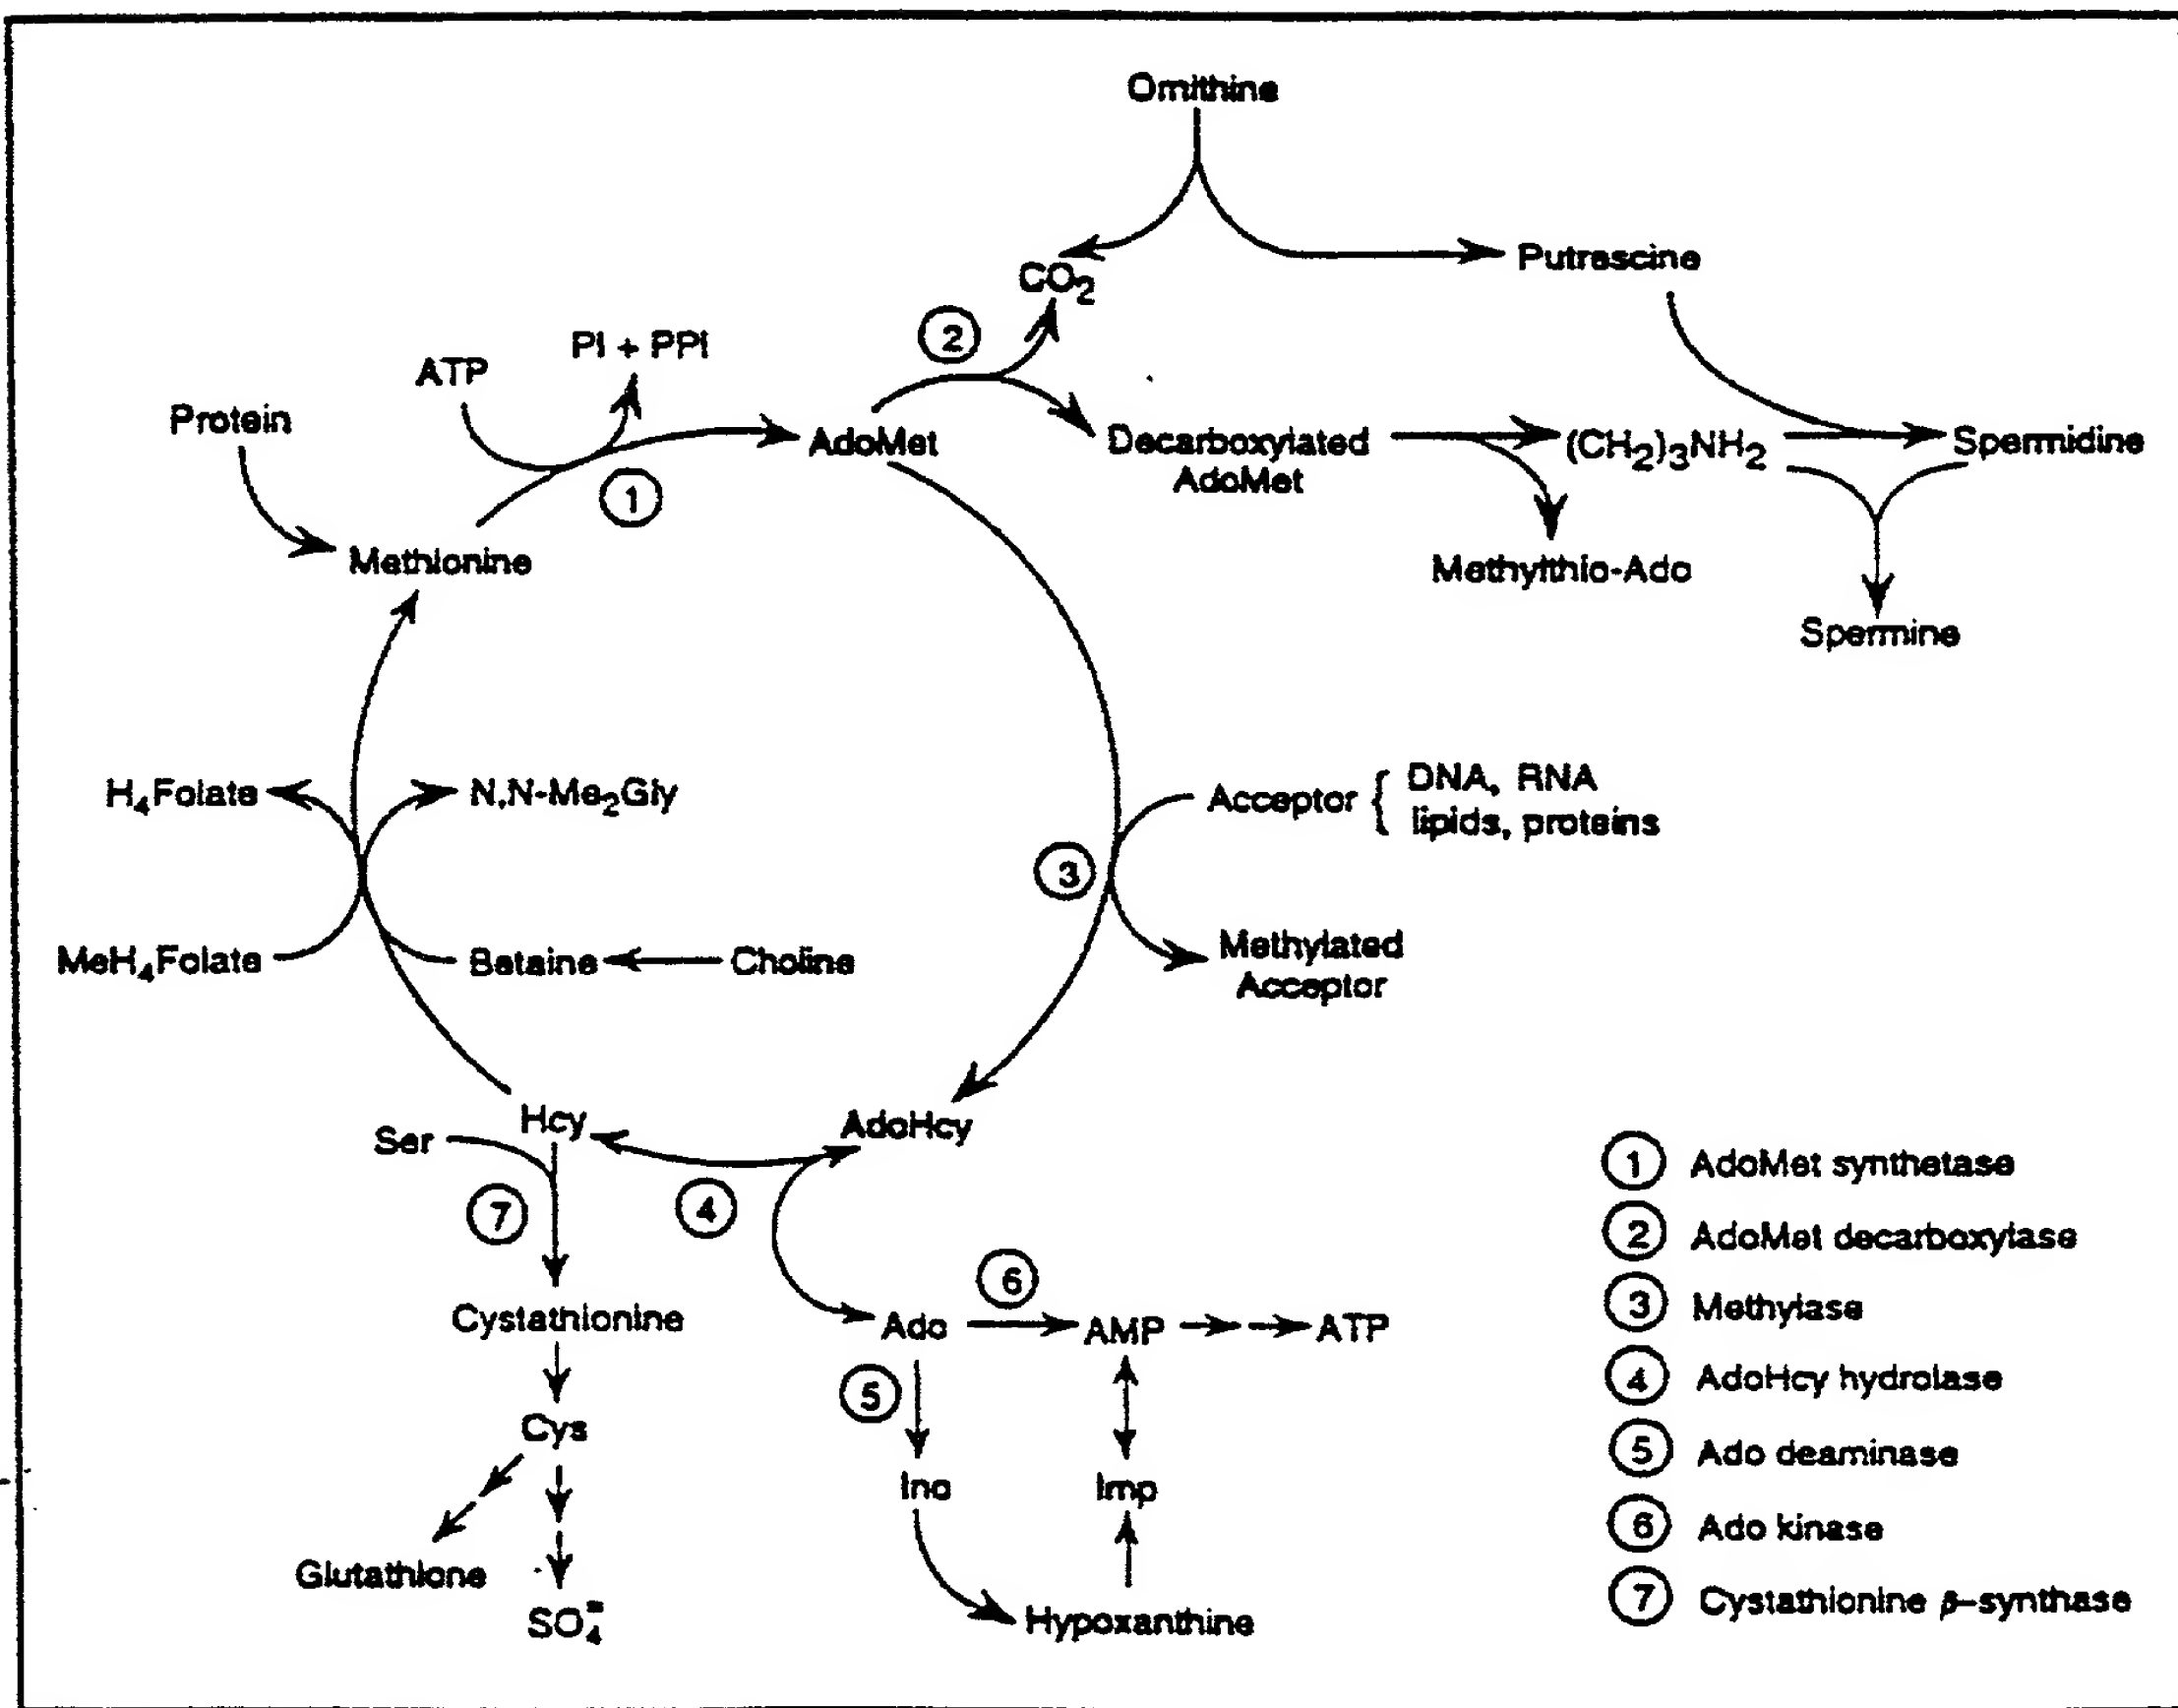 Ornithine
CO₂
Putrescine
② 
Pi + PPi
ATP
Protein
AdoMet
Decarboxylated
AdoMet
(CH₂)₃NH₂
Spermidine
①
Methionine
Methylthio-Ado
Spermine
H₄Folate
N,N-Me₂Gly
Acceptor { DNA, RNA
lipids, proteins
③
MeH₄Folate
Betaine
Choline
Methylated
Acceptor
Hcy
AdoHcy
Ser
⑦
④
Cystathionine
⑥
Ado
AMP
ATP
⑤
Cys
Ino
Imp
Glutathione
SO₄⁼
Hypoxanthine
① AdoMet synthetase
② AdoMet decarboxylase
③ Methylase
④ AdoHcy hydrolase
⑤ Ado deaminase
⑥ Ado kinase
⑦ Cystathionine β-synthase